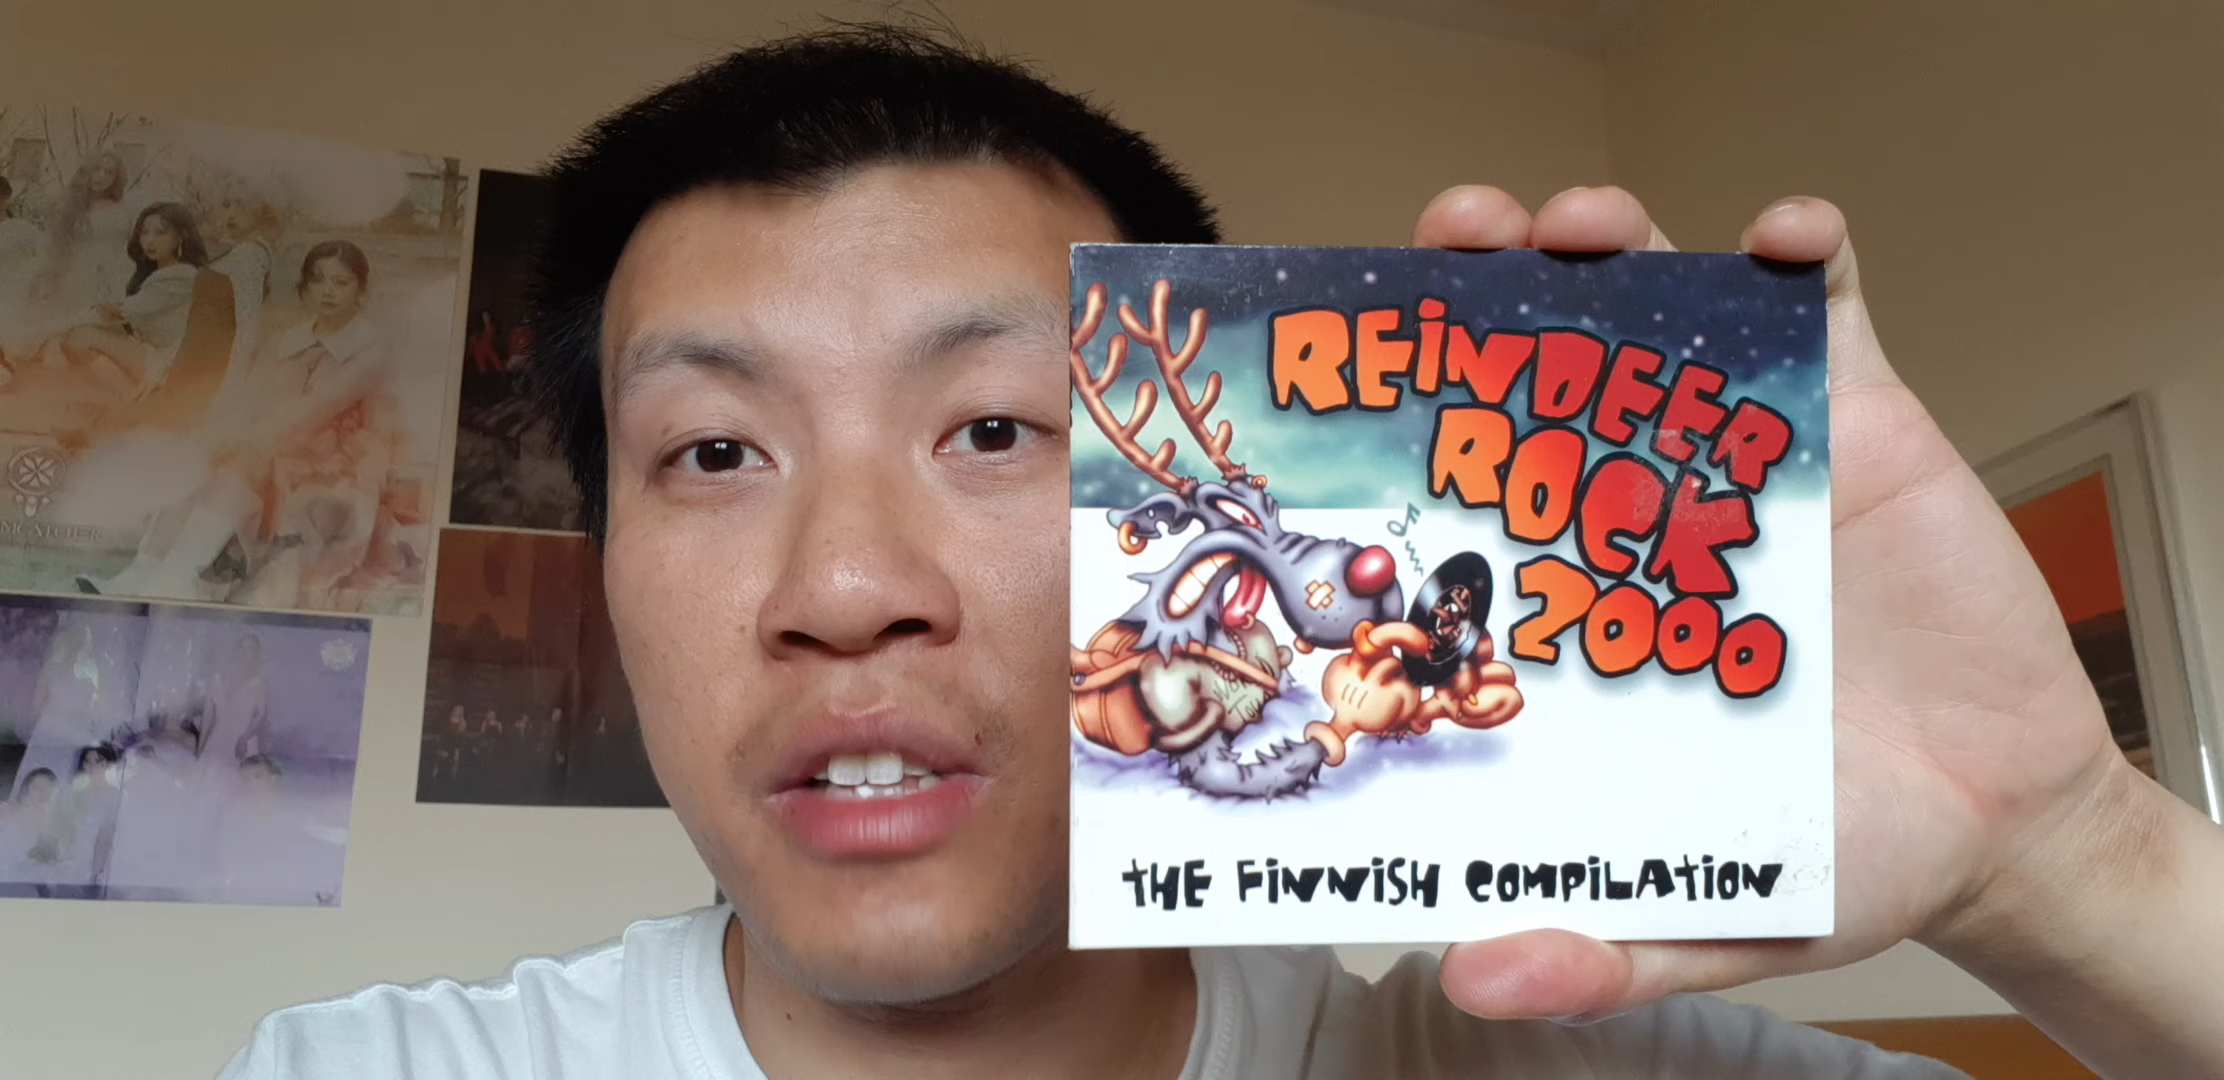 REINDEER
ROCK
2000
THE FINNISH COMPILATION